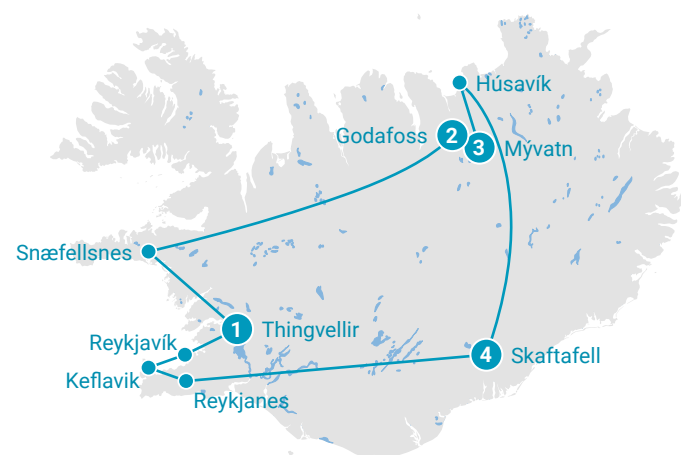 Húsavík
Godafoss 2
3 Mývatn
Snæfellsnes
1 Thingvellir
Reykjavík
4 Skaftafell
Keflavik
Reykjanes